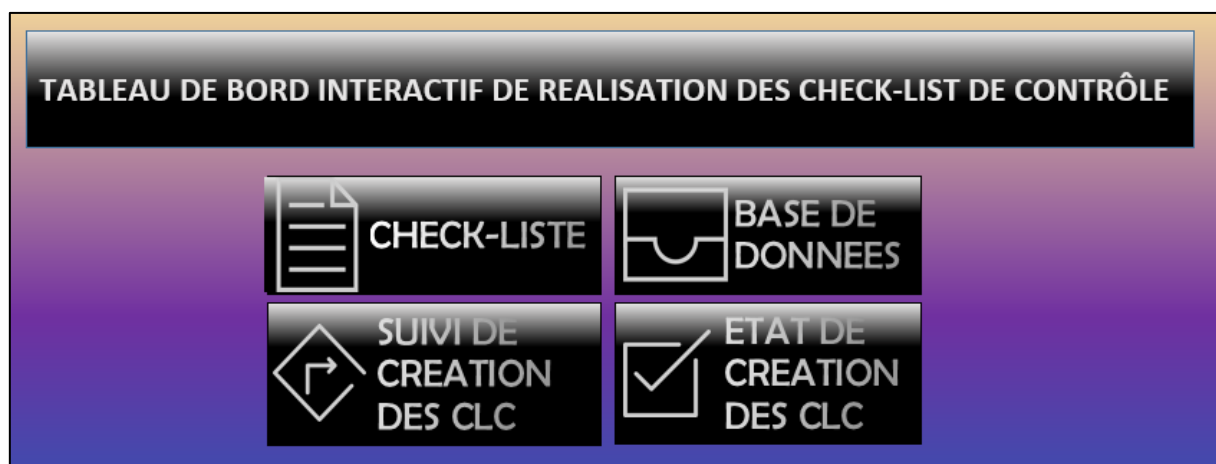 TABLEAU DE BORD INTERACTIF DE REALISATION DES CHECK-LIST DE CONTRÔLE
CHECK-LISTE
BASE DE
DONNEES
SUIVI DE
CREATION
DES CLC
ETAT DE
CREATION
DES CLC